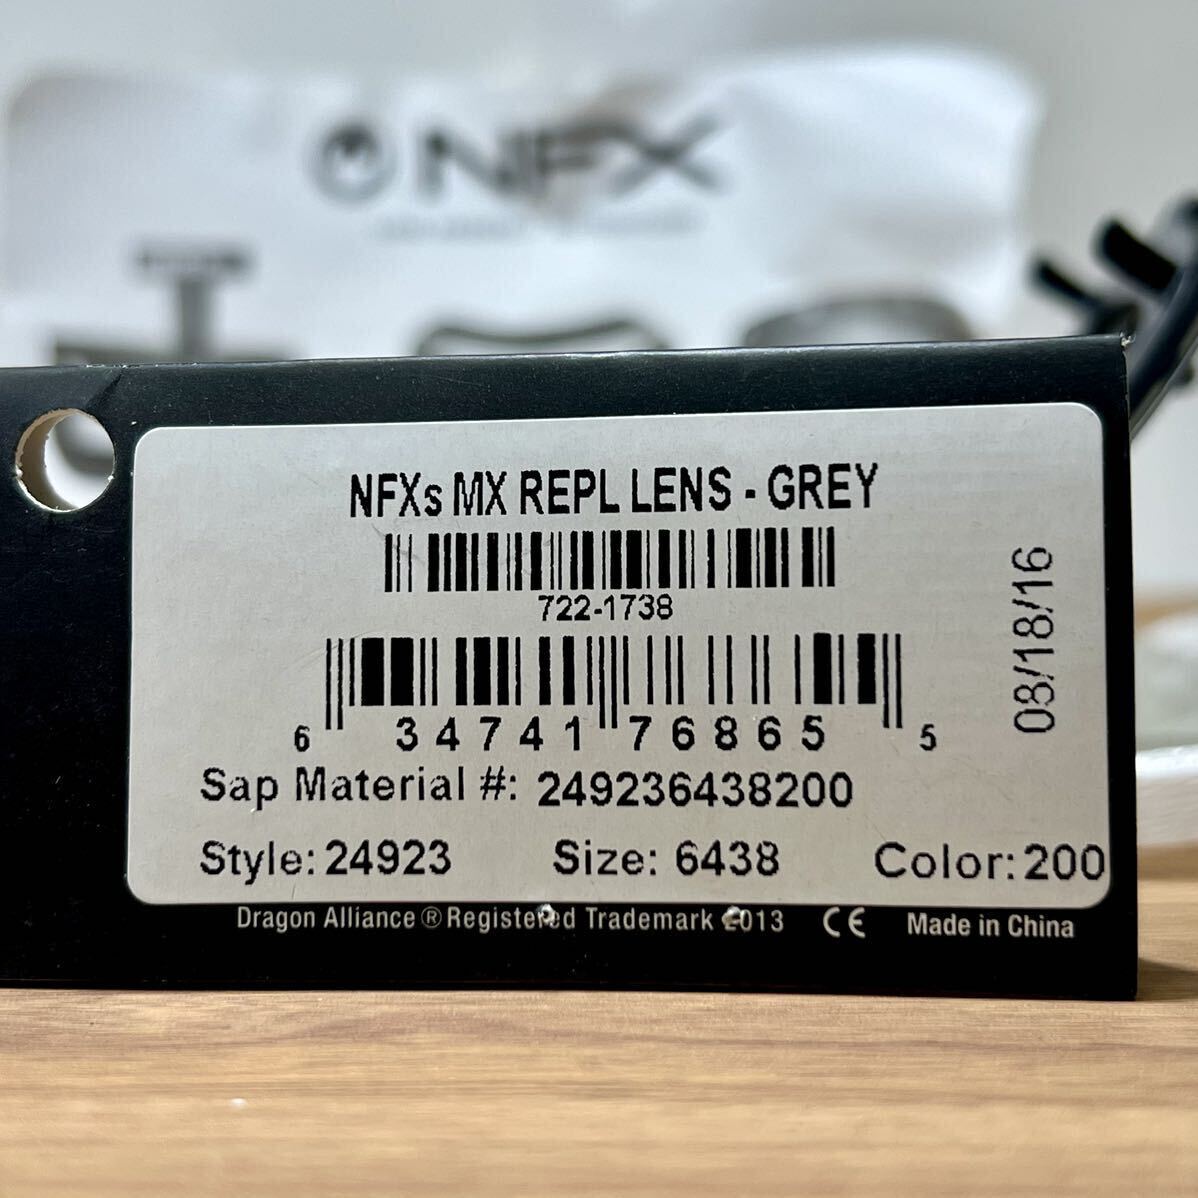 NFX
NFXs MX REPL LENS - GREY
722-1738
6 34741 76865 5
08/18/16
Sap Material #: 249236438200
Style: 24923 Size: 6438 Color: 200
Dragon Alliance ® Registered Trademark 2013 CE Made in China